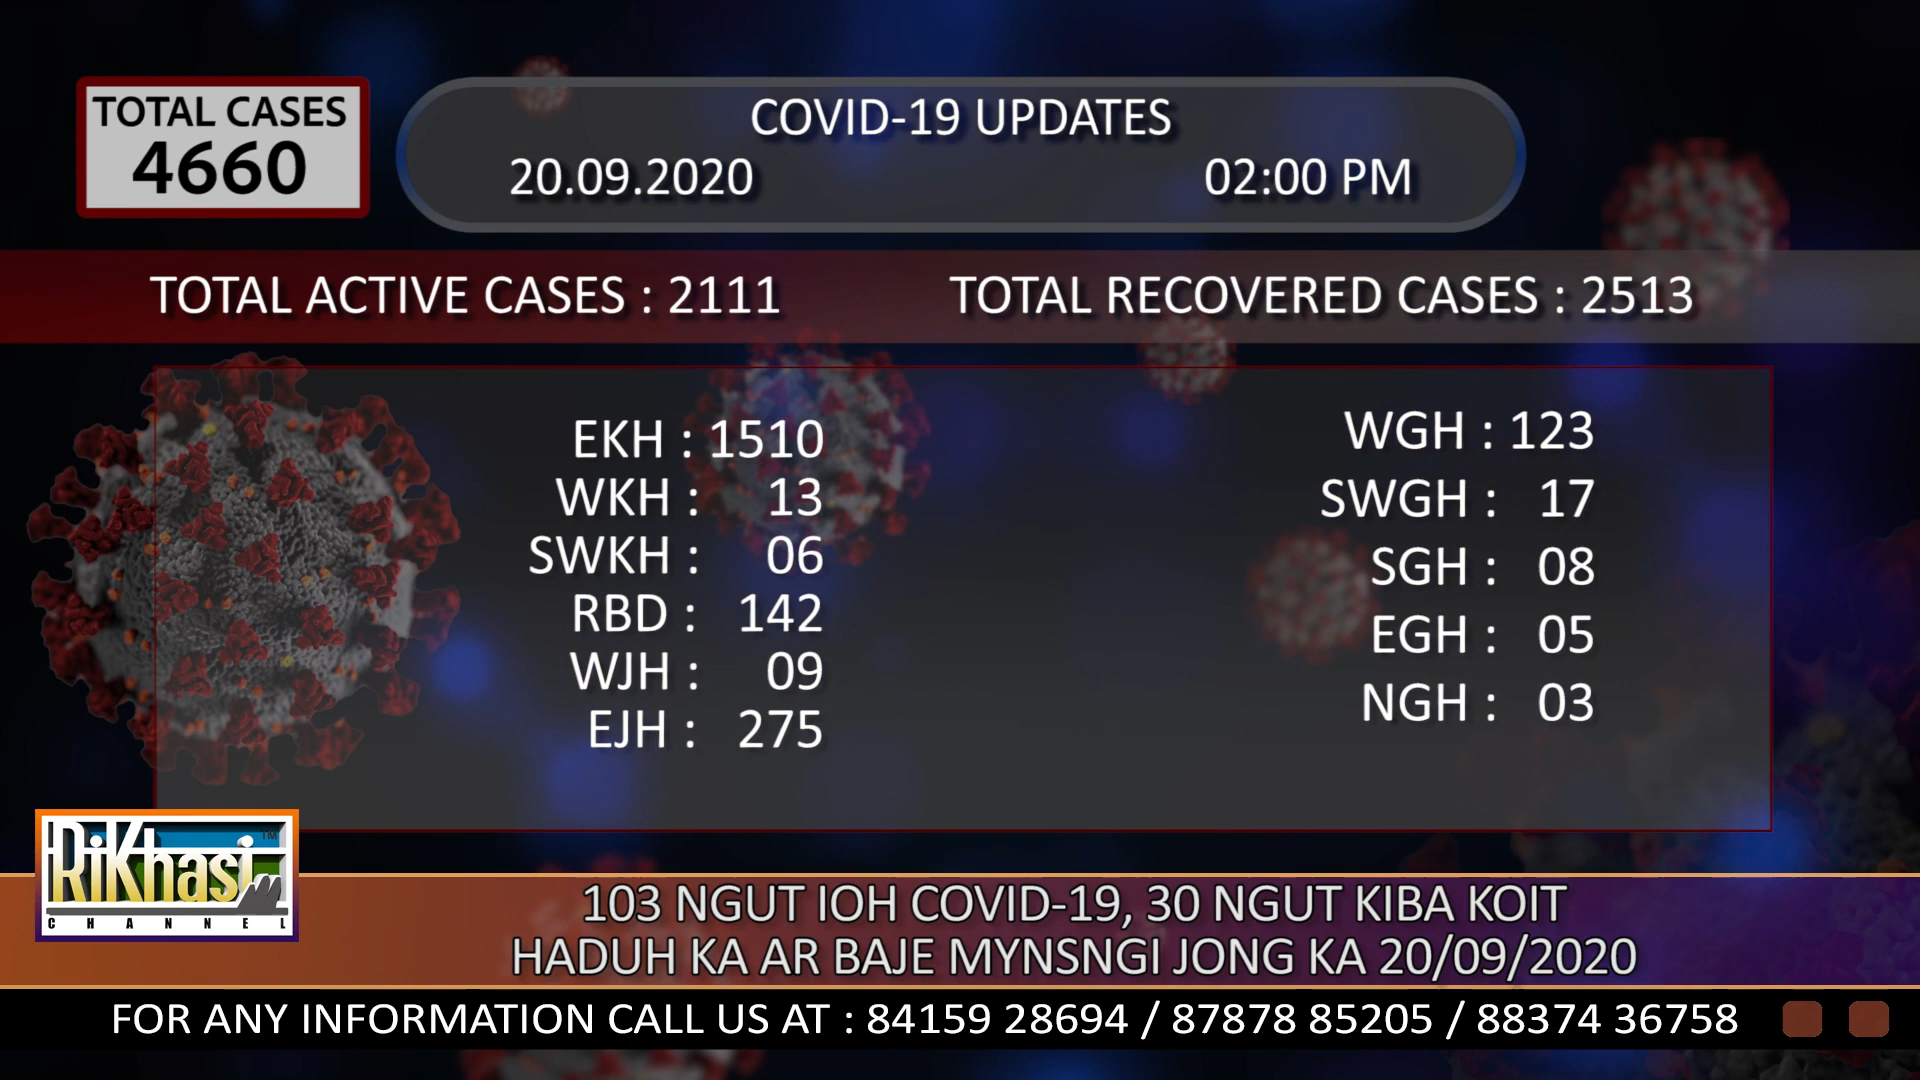 TOTAL CASES
4660
COVID-19 UPDATES
20.09.2020 02:00 PM
TOTAL ACTIVE CASES : 2111 TOTAL RECOVERED CASES : 2513
EKH : 1510
WKH : 13
SWKH : 06
RBD : 142
WJH : 09
EJH : 275
WGH : 123
SWGH : 17
SGH : 08
EGH : 05
NGH : 03
RiKhasi TM
CHANNEL
103 NGUT IOH COVID-19, 30 NGUT KIBA KOIT
HADUH KA AR BAJE MYNSNGI JONG KA 20/09/2020
FOR ANY INFORMATION CALL US AT : 84159 28694 / 87878 85205 / 88374 36758